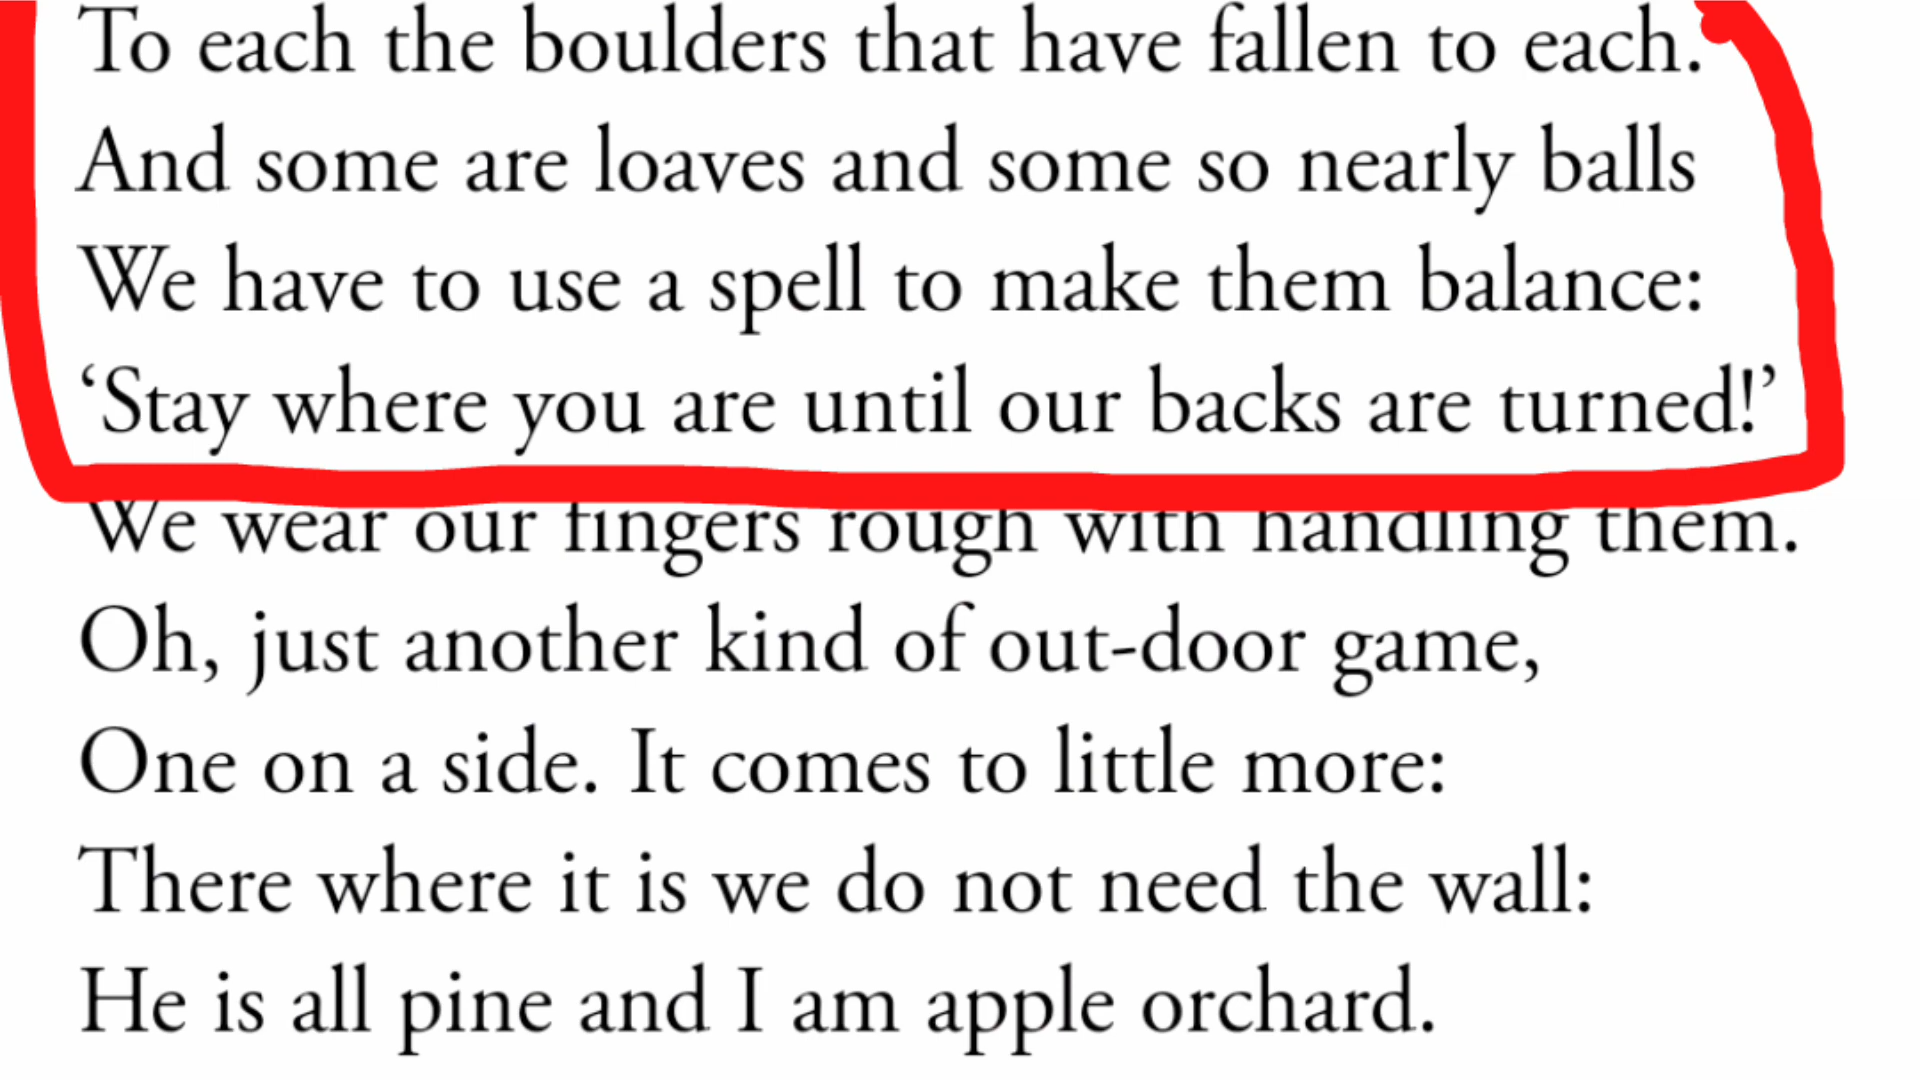 To each the boulders that have fallen to each.
And some are loaves and some so nearly balls
We have to use a spell to make them balance:
‘Stay where you are until our backs are turned!’
We wear our fingers rough with handling them.
Oh, just another kind of out-door game,
One on a side. It comes to little more:
There where it is we do not need the wall:
He is all pine and I am apple orchard.